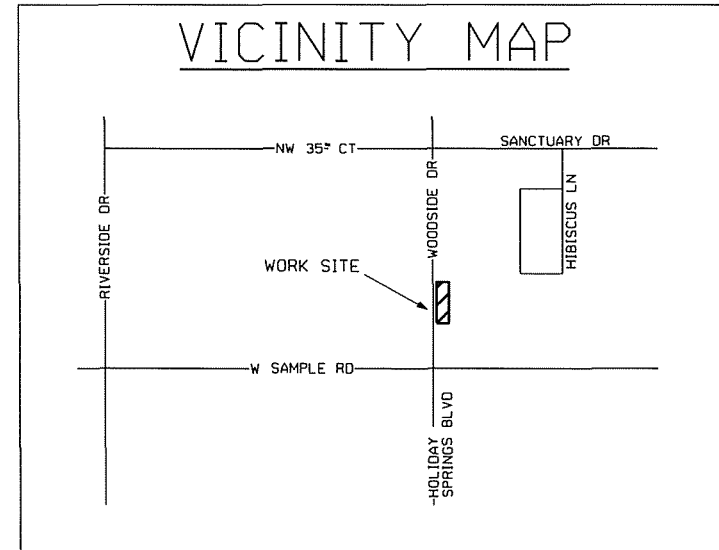 VICINITY MAP
NW 35ᵀᴴ CT
SANCTUARY DR
RIVERSIDE DR
WOODSIDE DR
HIBISCUS LN
WORK SITE
W SAMPLE RD
HOLIDAY
SPRINGS BLVD